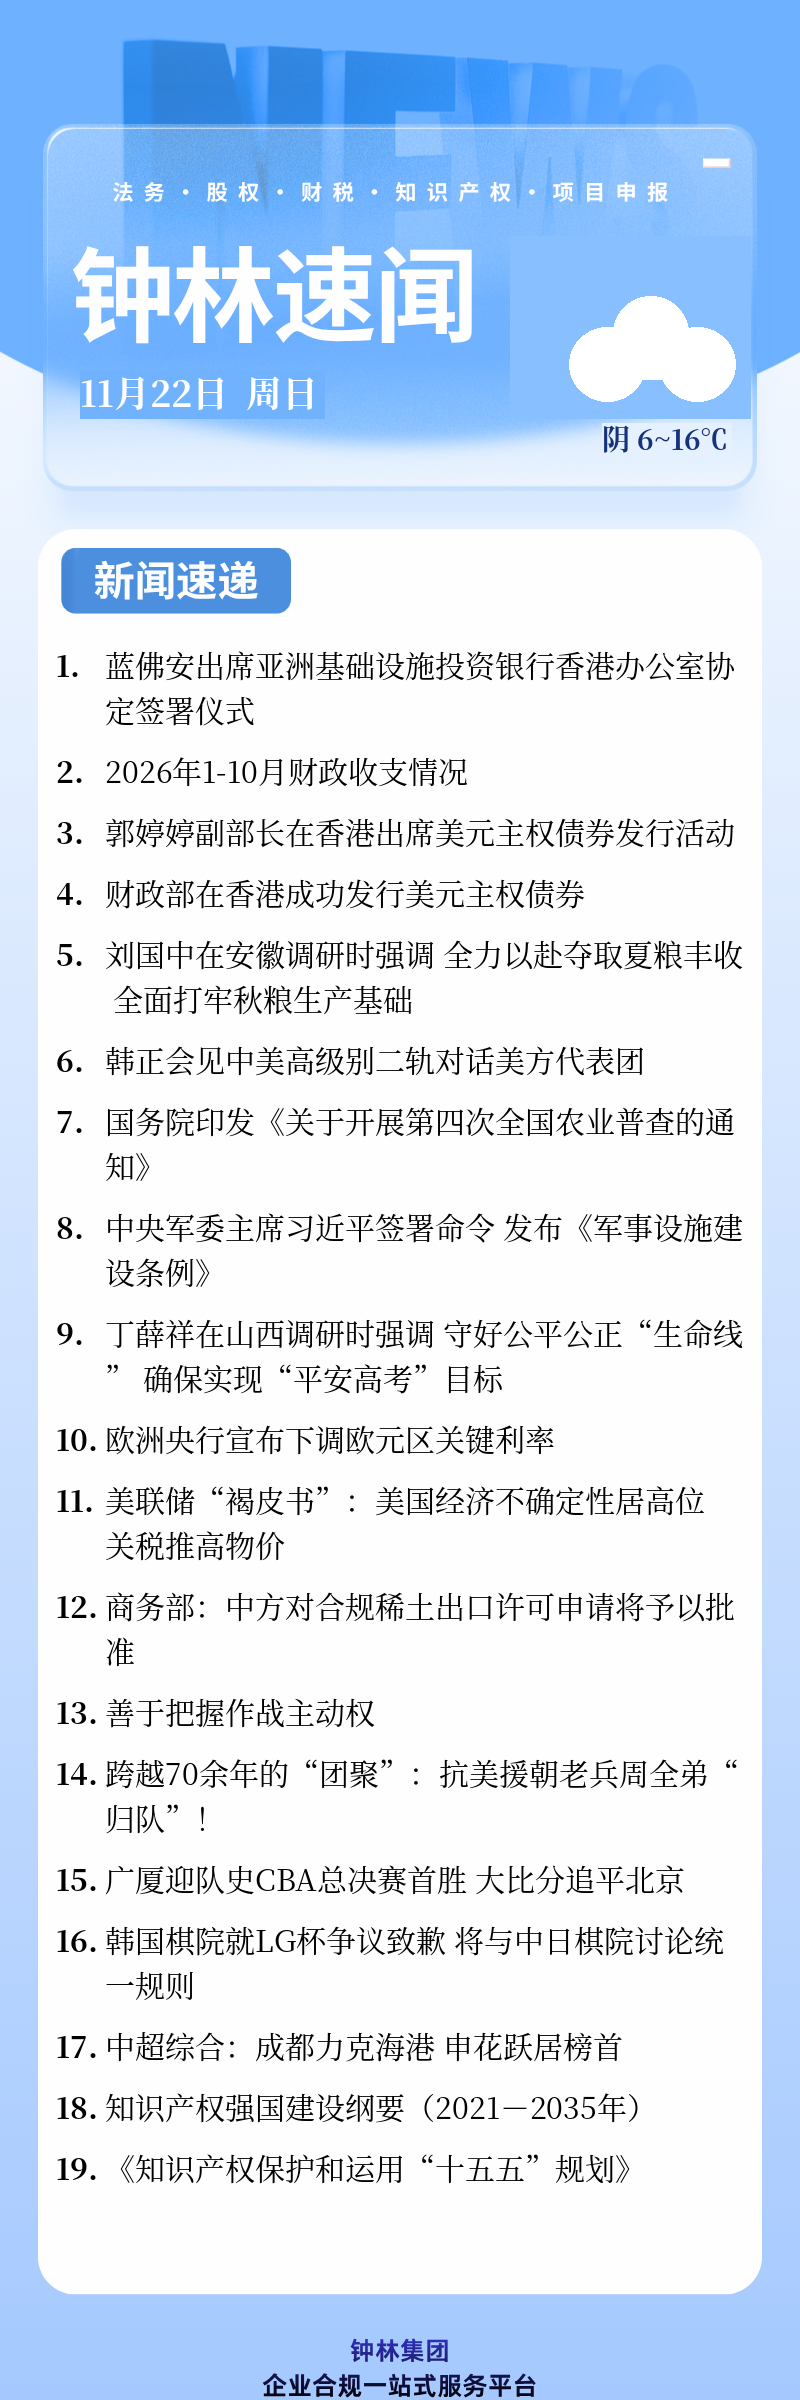 NEWS
法务·股权·财税·知识产权·项目申报
钟林速闻
11月22日 周日
阴 6~16℃
新闻速递
1. 蓝佛安出席亚洲基础设施投资银行香港办公室协
定签署仪式
2. 2026年1-10月财政收支情况
3. 郭婷婷副部长在香港出席美元主权债券发行活动
4. 财政部在香港成功发行美元主权债券
5. 刘国中在安徽调研时强调 全力以赴夺取夏粮丰收
全面打牢秋粮生产基础
6. 韩正会见中美高级别二轨对话美方代表团
7. 国务院印发《关于开展第四次全国农业普查的通
知》
8. 中央军委主席习近平签署命令 发布《军事设施建
设条例》
9. 丁薛祥在山西调研时强调 守好公平公正“生命线
” 确保实现“平安高考”目标
10. 欧洲央行宣布下调欧元区关键利率
11. 美联储“褐皮书”：美国经济不确定性居高位
关税推高物价
12. 商务部：中方对合规稀土出口许可申请将予以批
准
13. 善于把握作战主动权
14. 跨越70余年的“团聚”：抗美援朝老兵周全弟“
归队”！
15. 广厦迎队史CBA总决赛首胜 大比分追平北京
16. 韩国棋院就LG杯争议致歉 将与中日棋院讨论统
一规则
17. 中超综合：成都力克海港 申花跃居榜首
18. 知识产权强国建设纲要（2021－2035年）
19. 《知识产权保护和运用“十五五”规划》
钟林集团
企业合规一站式服务平台